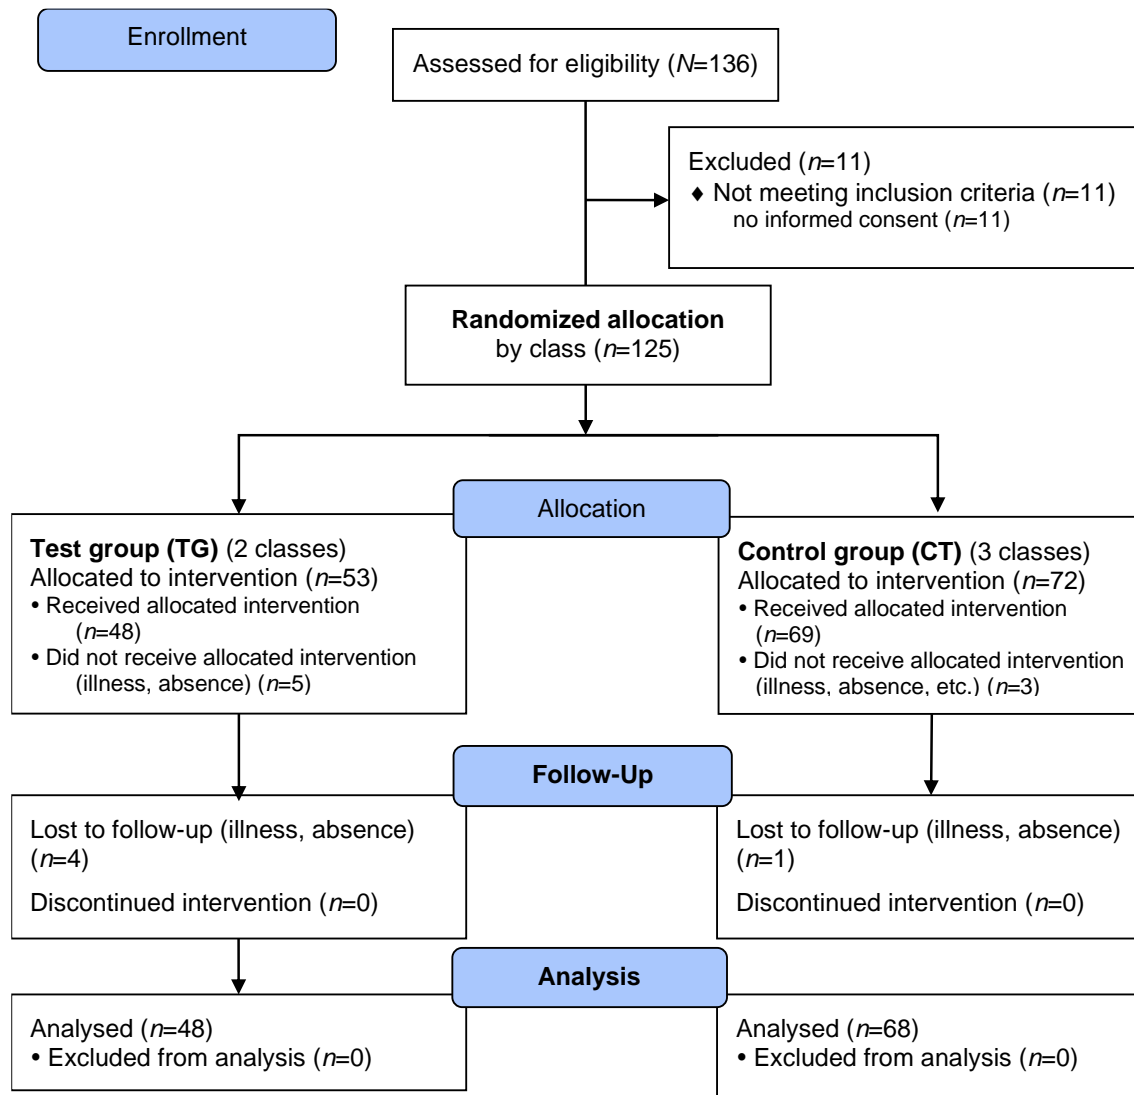 Enrollment
Assessed for eligibility (N=136)
Excluded (n=11)
♦ Not meeting inclusion criteria (n=11)
no informed consent (n=11)
Randomized allocation
by class (n=125)
Allocation
Test group (TG) (2 classes)
Allocated to intervention (n=53)
• Received allocated intervention
(n=48)
• Did not receive allocated intervention
(illness, absence) (n=5)
Control group (CT) (3 classes)
Allocated to intervention (n=72)
• Received allocated intervention
(n=69)
• Did not receive allocated intervention
(illness, absence, etc.) (n=3)
Follow-Up
Lost to follow-up (illness, absence)
(n=4)
Discontinued intervention (n=0)
Lost to follow-up (illness, absence)
(n=1)
Discontinued intervention (n=0)
Analysis
Analysed (n=48)
• Excluded from analysis (n=0)
Analysed (n=68)
• Excluded from analysis (n=0)